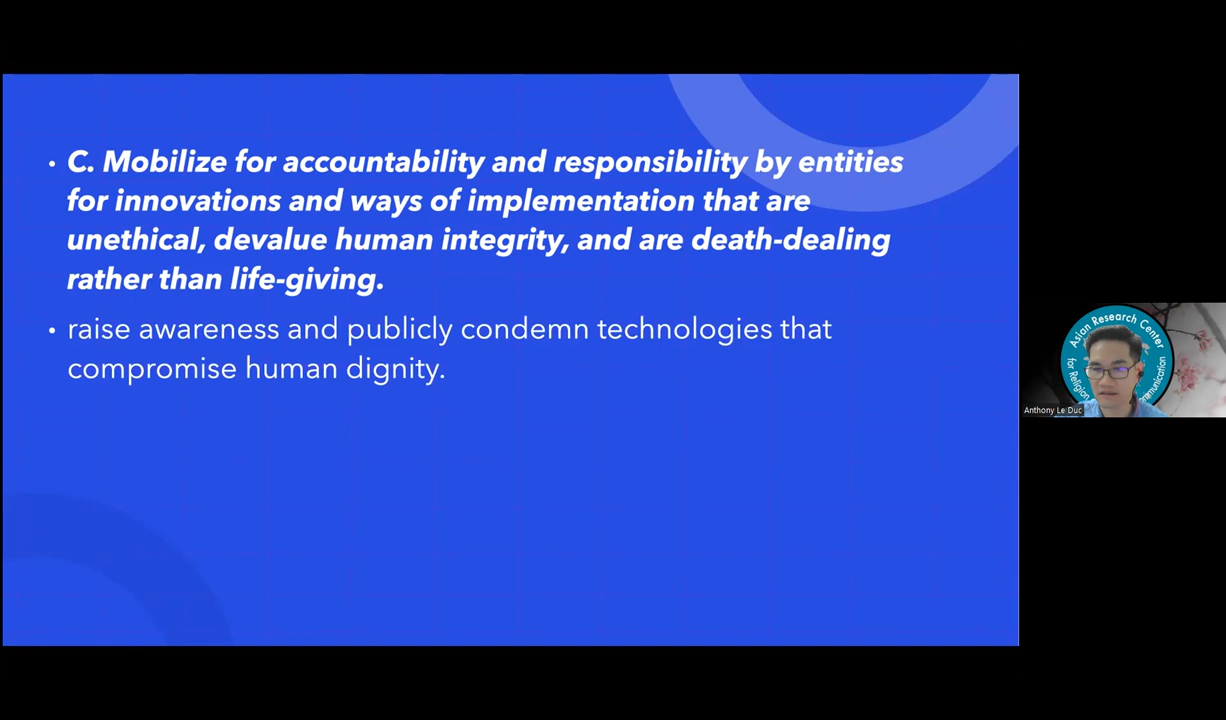 • C. Mobilize for accountability and responsibility by entities
for innovations and ways of implementation that are
unethical, devalue human integrity, and are death-dealing
rather than life-giving.
• raise awareness and publicly condemn technologies that
compromise human dignity.
Asian Research Center
for Religion
Anthony Le Duc